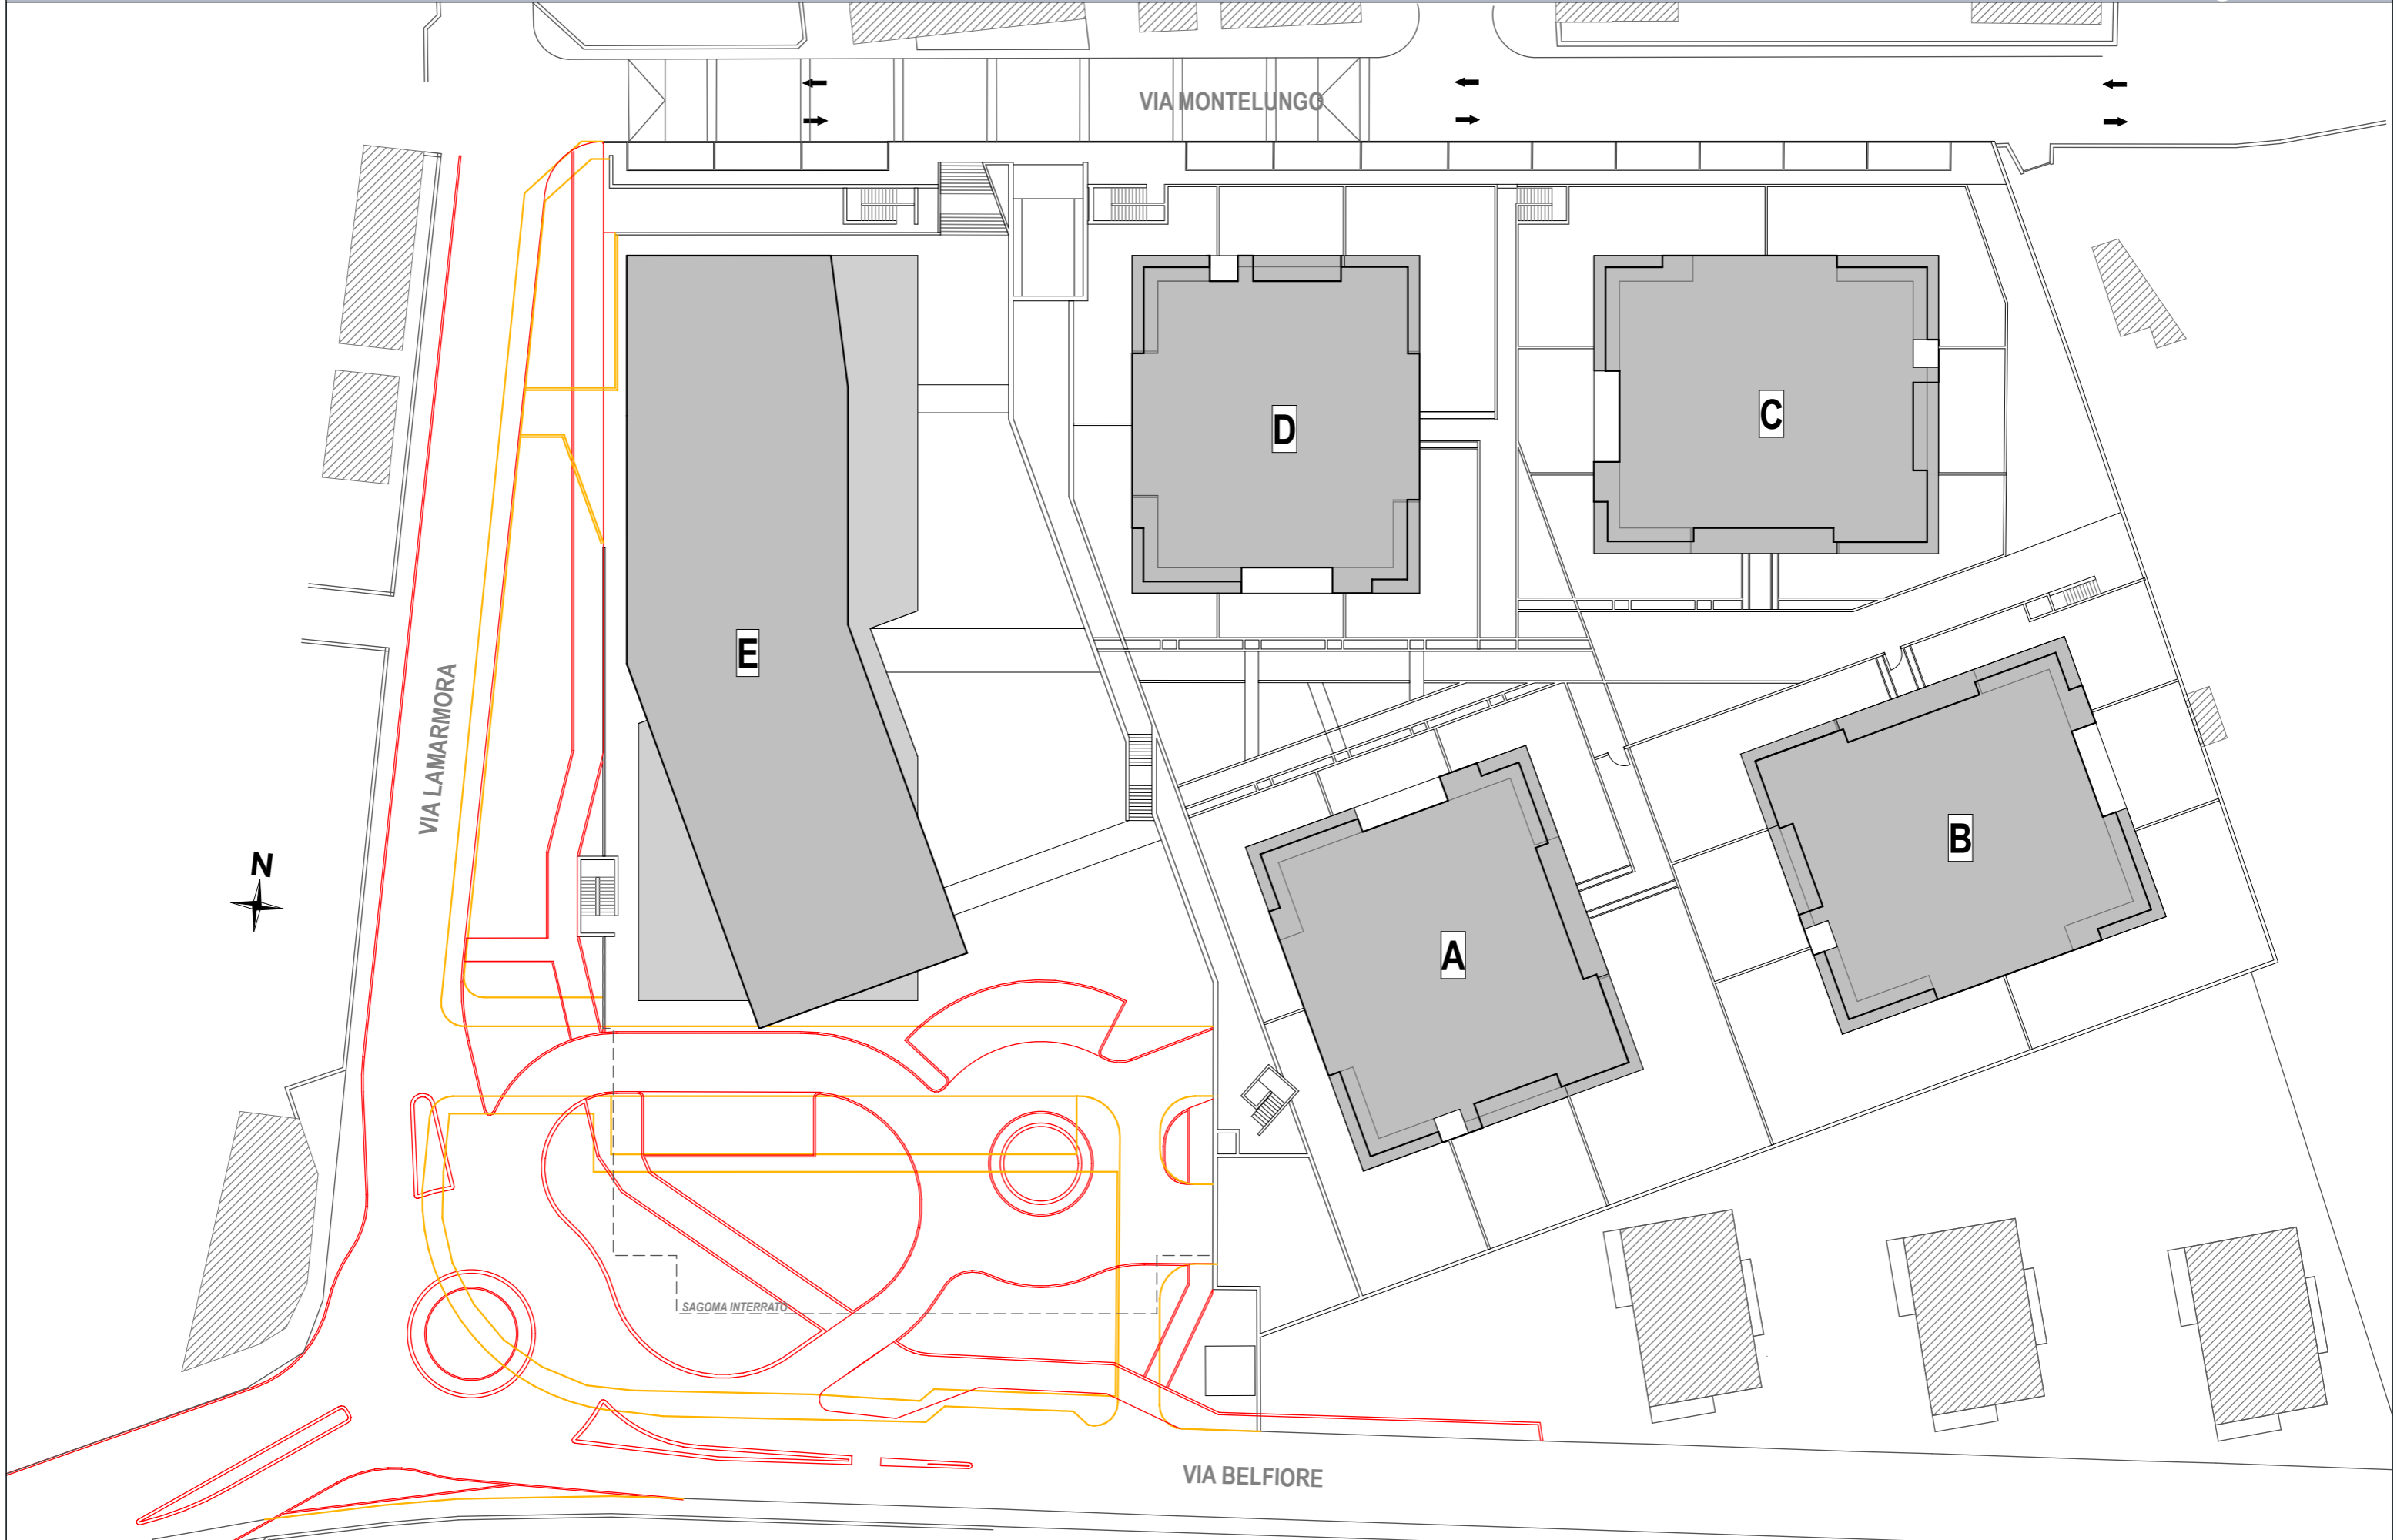 VIA MONTELUNGO
D
C
E
VIA LAMARMORA
N
B
A
SAGOMA INTERRATO
VIA BELFIORE